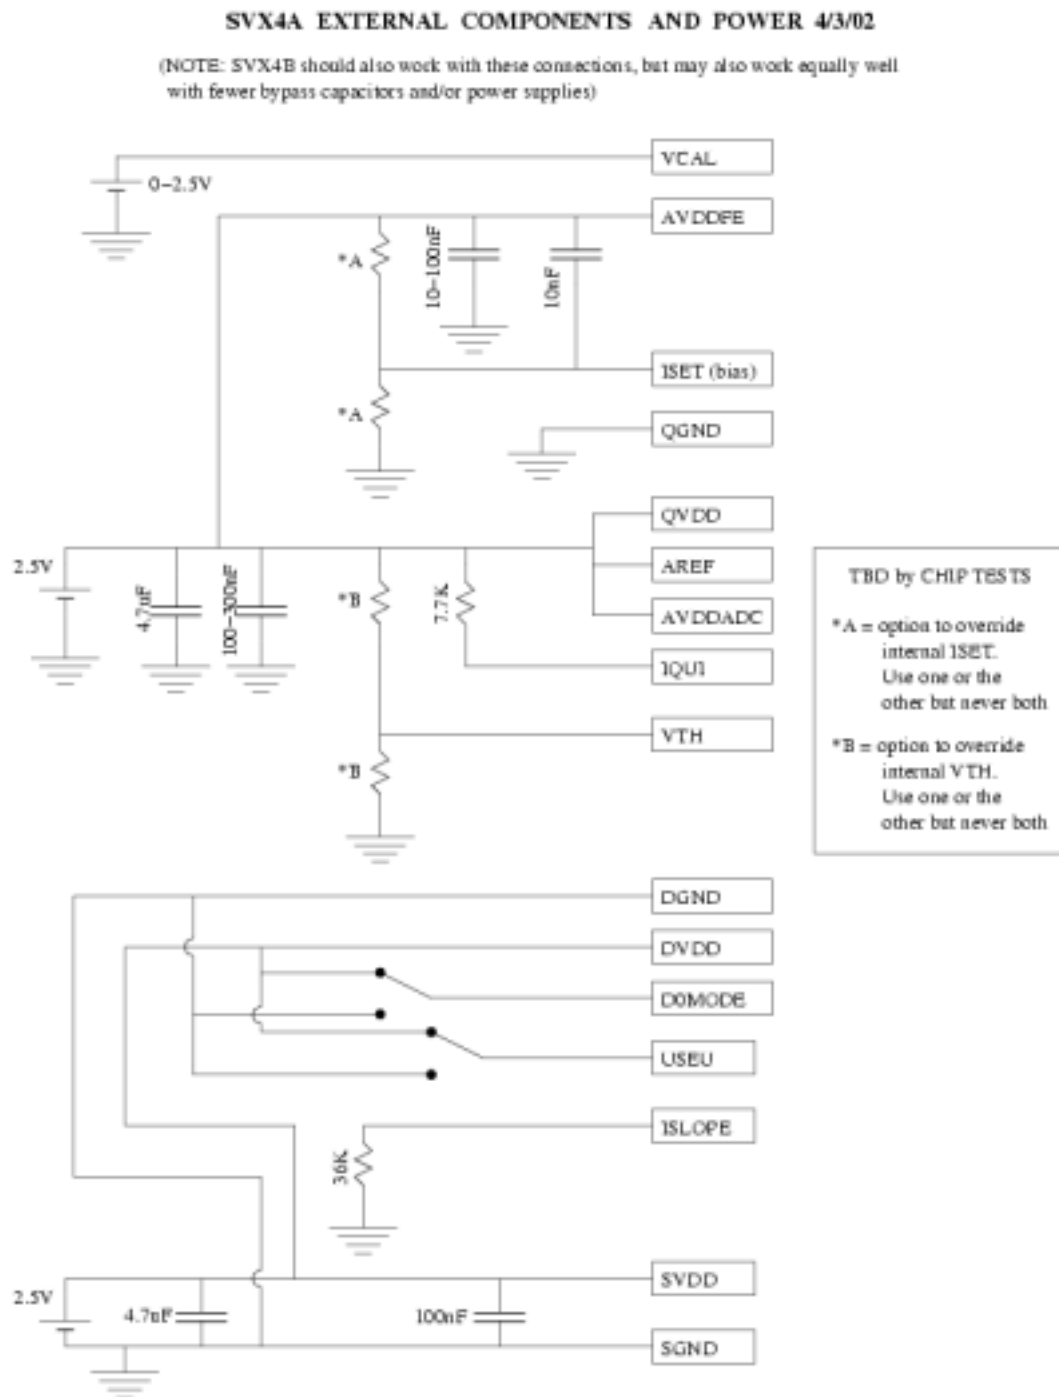 SVX4A EXTERNAL COMPONENTS AND POWER 4/3/02
(NOTE: SVX4B should also work with these connections, but may also work equally well
with fewer bypass capacitors and/or power supplies)
VCAL
0-2.5V
AVDDFE
*A
10-100nF
10nF
ISET (bias)
*A
QGND
QVDD
2.5V
AREF
4.7uF
100-300nF
*B
7.7K
AVDDADC
IQUI
VTH
*B
TBD by CHIP TESTS
*A = option to override
internal ISET.
Use one or the
other but never both
*B = option to override
internal VTH.
Use one or the
other but never both
DGND
DVDD
D0MODE
USEU
ISLOPE
36K
SVDD
2.5V
4.7uF
100nF
SGND